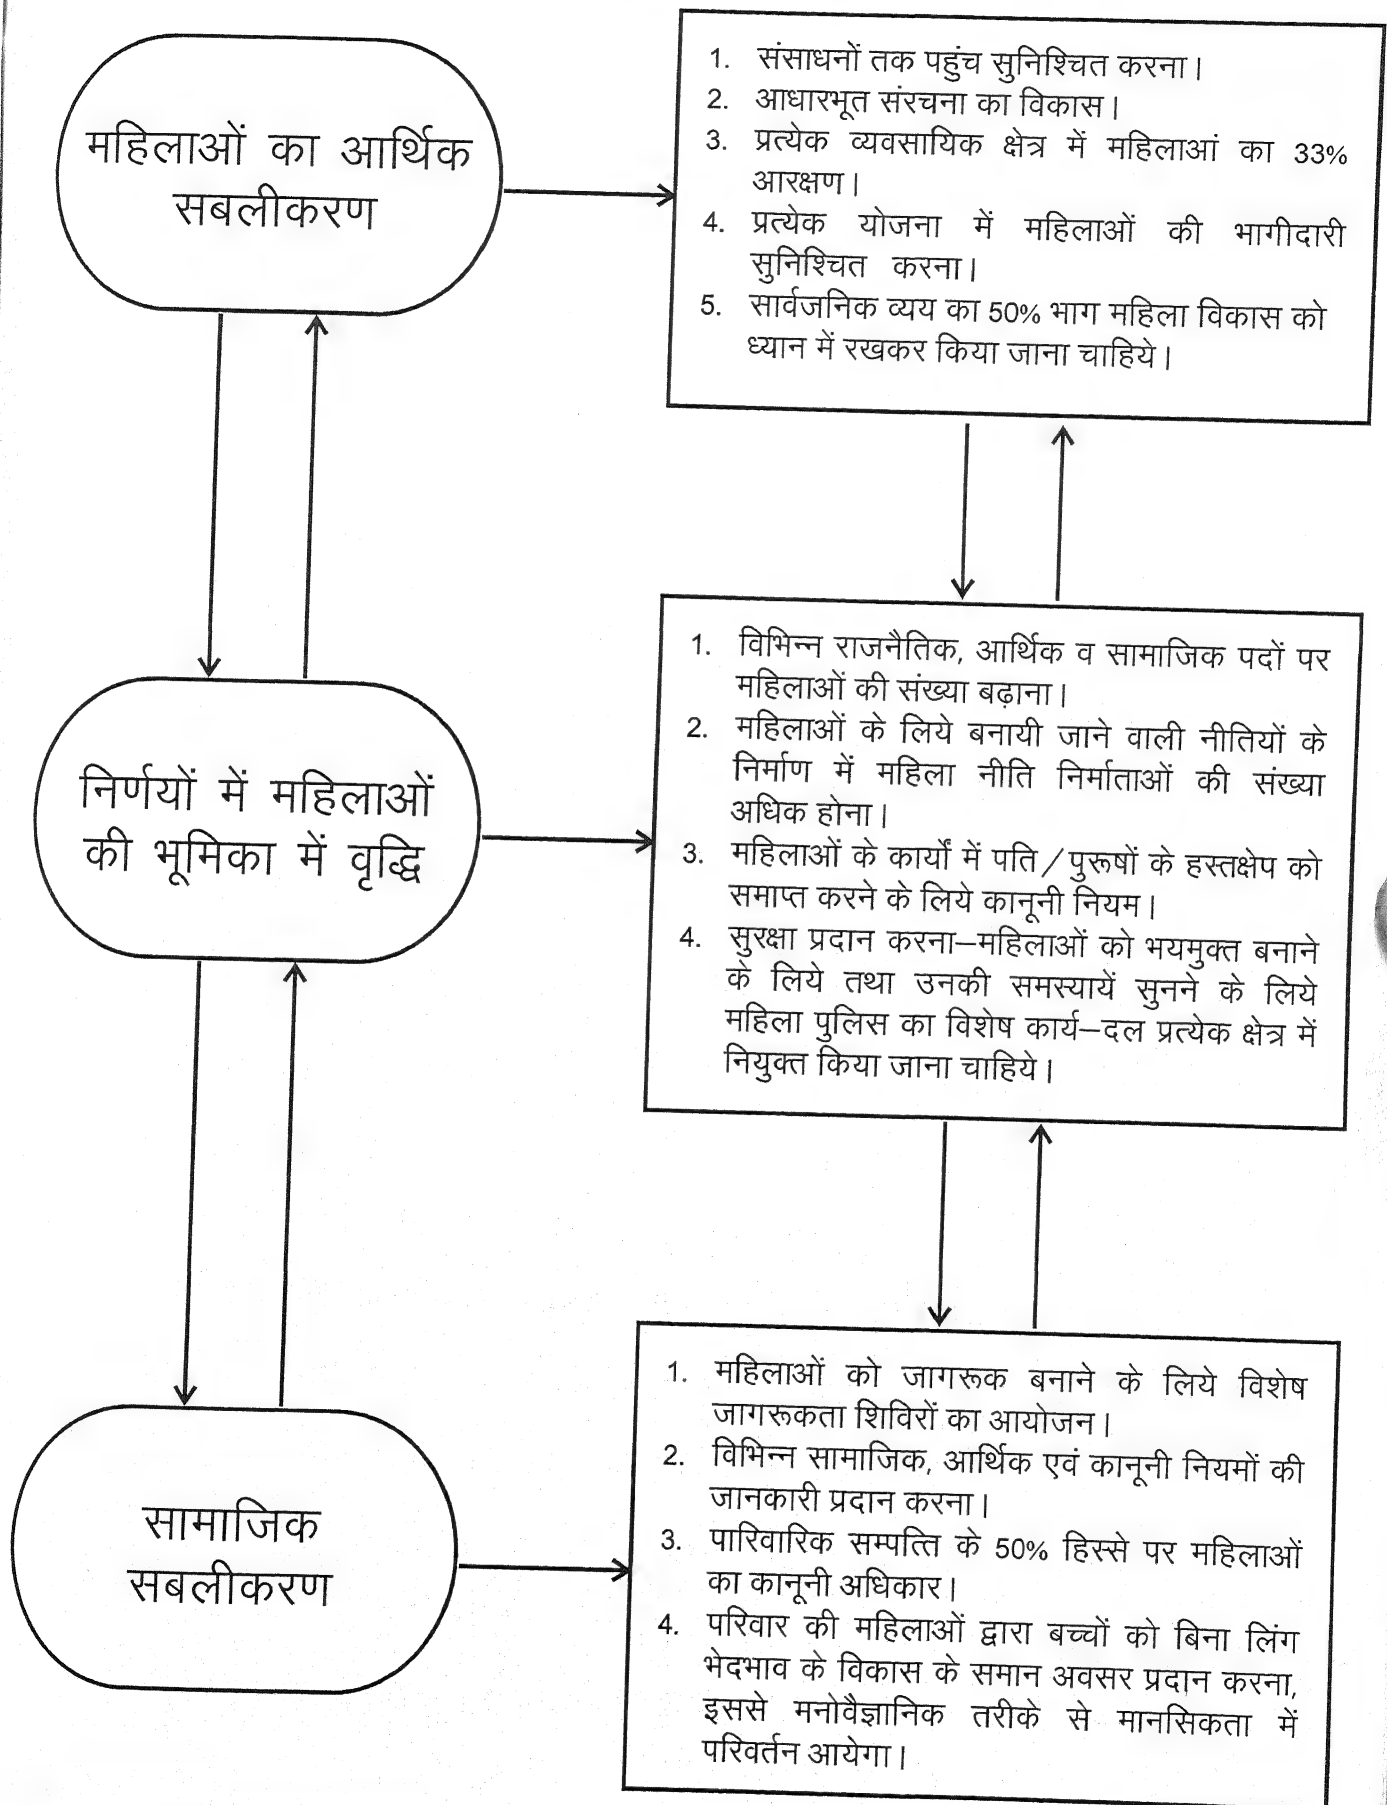 महिलाओं का आर्थिक
सबलीकरण
1. संसाधनों तक पहुंच सुनिश्चित करना।
2. आधारभूत संरचना का विकास।
3. प्रत्येक व्यवसायिक क्षेत्र में महिलाआं का 33%
आरक्षण।
4. प्रत्येक योजना में महिलाओं की भागीदारी
सुनिश्चित करना।
5. सार्वजनिक व्यय का 50% भाग महिला विकास को
ध्यान में रखकर किया जाना चाहिये।
निर्णयों में महिलाओं
की भूमिका में वृद्धि
1. विभिन्न राजनैतिक, आर्थिक व सामाजिक पदों पर
महिलाओं की संख्या बढ़ाना।
2. महिलाओं के लिये बनायी जाने वाली नीतियों के
निर्माण में महिला नीति निर्माताओं की संख्या
अधिक होना।
3. महिलाओं के कार्यों में पति/पुरूषों के हस्तक्षेप को
समाप्त करने के लिये कानूनी नियम।
4. सुरक्षा प्रदान करना—महिलाओं को भयमुक्त बनाने
के लिये तथा उनकी समस्यायें सुनने के लिये
महिला पुलिस का विशेष कार्य—दल प्रत्येक क्षेत्र में
नियुक्त किया जाना चाहिये।
सामाजिक
सबलीकरण
1. महिलाओं को जागरूक बनाने के लिये विशेष
जागरूकता शिविरों का आयोजन।
2. विभिन्न सामाजिक, आर्थिक एवं कानूनी नियमों की
जानकारी प्रदान करना।
3. पारिवारिक सम्पत्ति के 50% हिस्से पर महिलाओं
का कानूनी अधिकार।
4. परिवार की महिलाओं द्वारा बच्चों को बिना लिंग
भेदभाव के विकास के समान अवसर प्रदान करना,
इससे मनोवैज्ञानिक तरीके से मानसिकता में
परिवर्तन आयेगा।